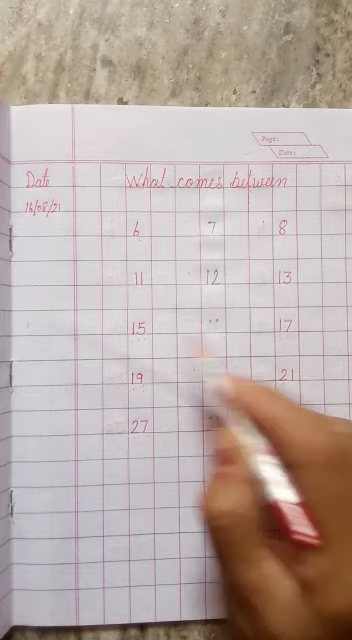 Page:
Date:
Date What comes between
18/08/21
6 7 8
11 12 13
15 17
19 21
27